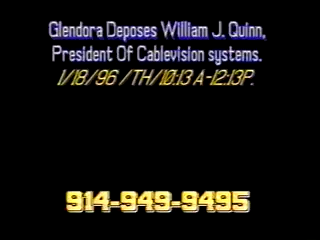 Glendora Deposes William J. Quinn,
President Of Cablevision systems.
1/18/96 /TH/10:13 A-12:13P.
914-949-9495